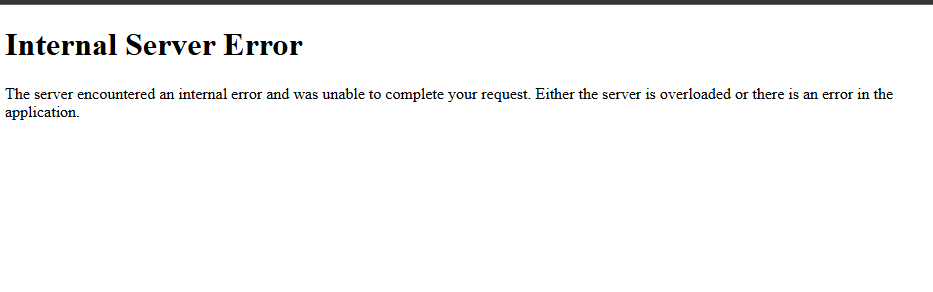 Internal Server Error
The server encountered an internal error and was unable to complete your request. Either the server is overloaded or there is an error in the
application.